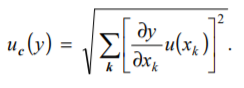 u_c(y) = \sqrt{\sum_k \left[ \frac{\partial y}{\partial x_k} u(x_k) \right]^2}.